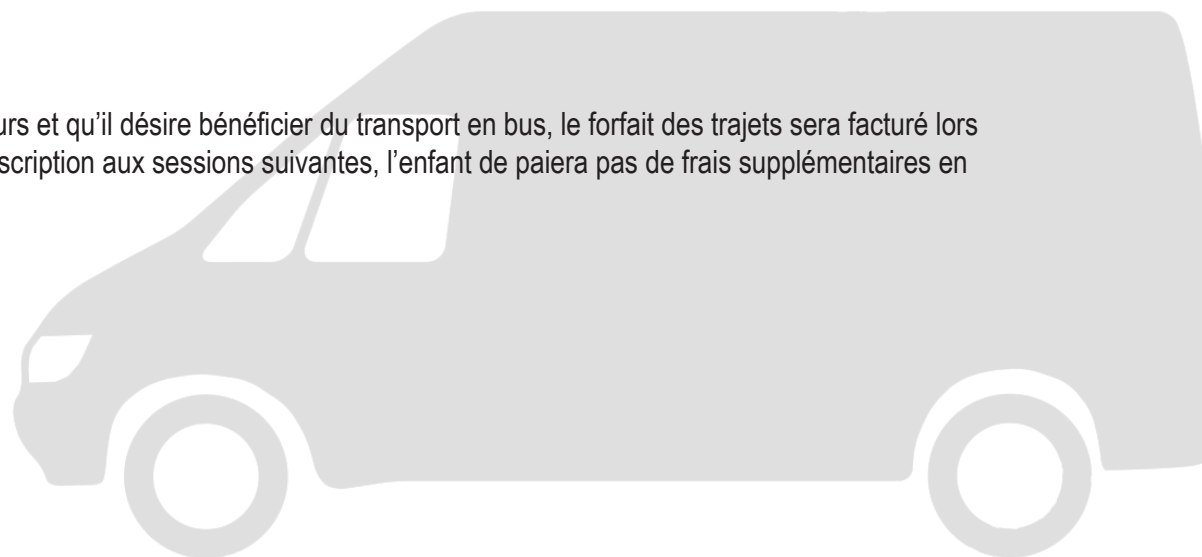 urs et qu’il désire bénéficier du transport en bus, le forfait des trajets sera facturé lors
scription aux sessions suivantes, l’enfant de paiera pas de frais supplémentaires en